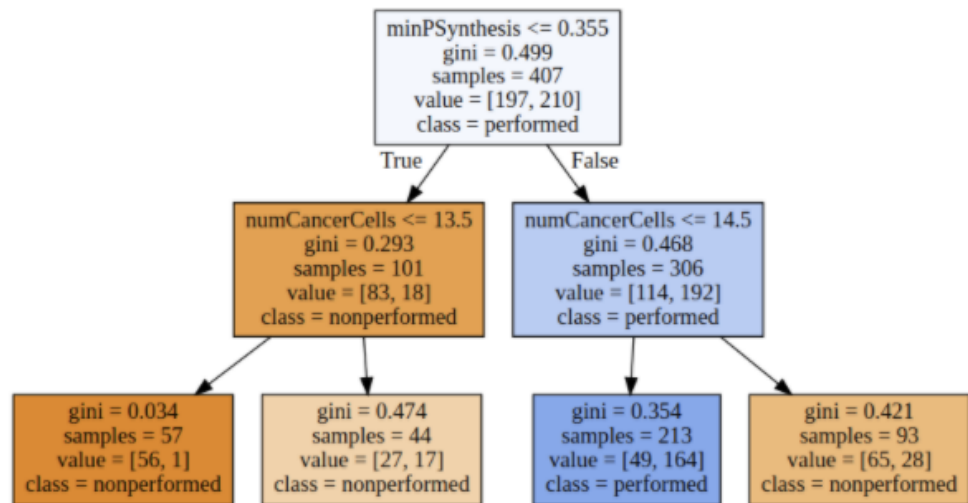 minPSynthesis <= 0.355
gini = 0.499
samples = 407
value = [197, 210]
class = performed
True
False
numCancerCells <= 13.5
gini = 0.293
samples = 101
value = [83, 18]
class = nonperformed
numCancerCells <= 14.5
gini = 0.468
samples = 306
value = [114, 192]
class = performed
gini = 0.034
samples = 57
value = [56, 1]
class = nonperformed
gini = 0.474
samples = 44
value = [27, 17]
class = nonperformed
gini = 0.354
samples = 213
value = [49, 164]
class = performed
gini = 0.421
samples = 93
value = [65, 28]
class = nonperformed